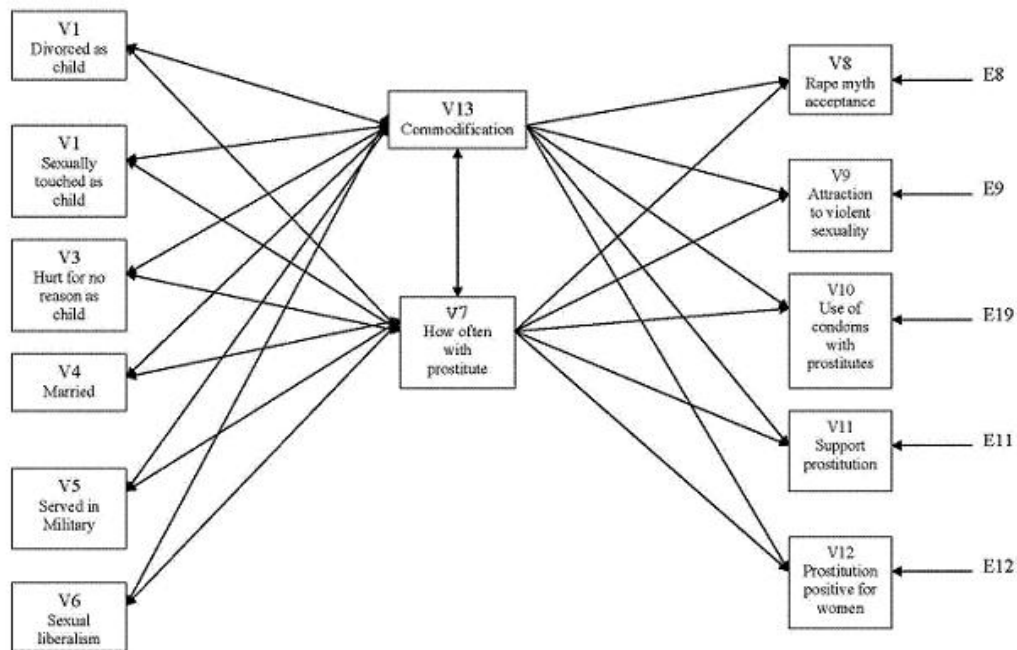 V1
Divorced as
child
V1
Sexually
touched as
child
V3
Hurt for no
reason as
child
V4
Married
V5
Served in
Military
V6
Sexual
liberalism
V13
Commodification
V7
How often
with
prostitute
V8
Rape myth
acceptance
V9
Attraction
to violent
sexuality
V10
Use of
condoms
with
prostitutes
V11
Support
prostitution
V12
Prostitution
positive for
women
E8
E9
E19
E11
E12